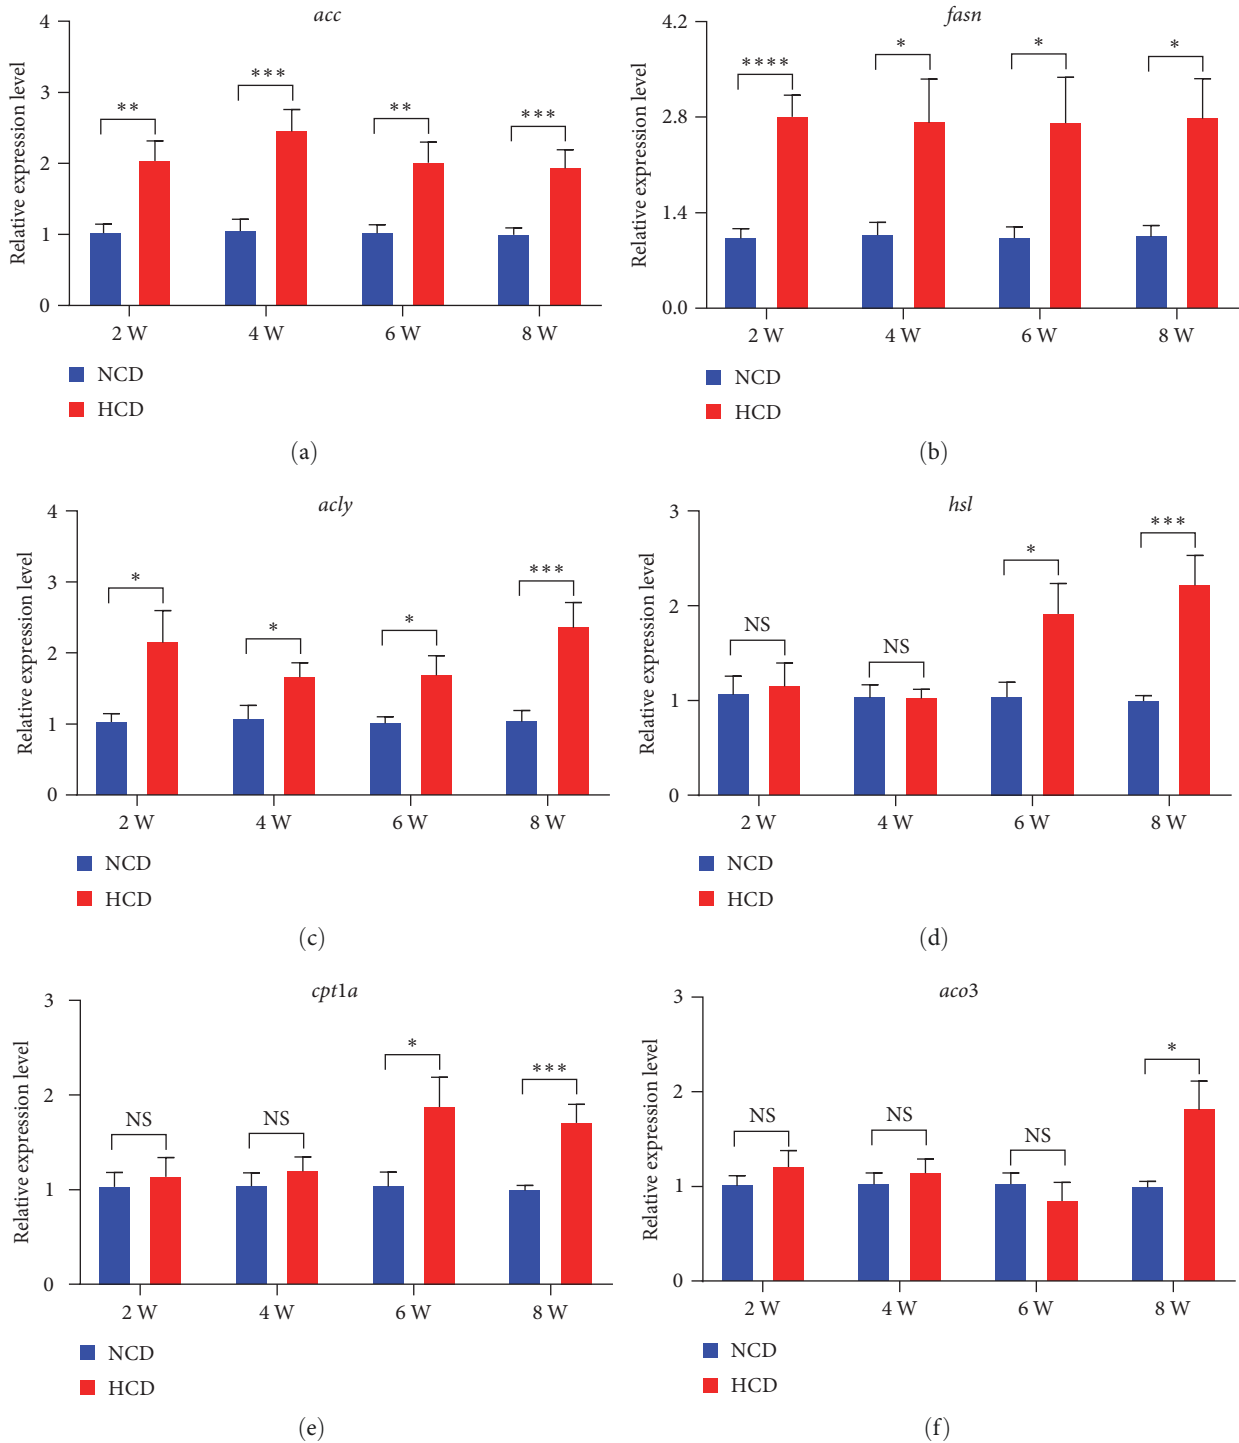 acc
Relative expression level
4
3
2
1
0
** *** ** ***
2 W 4 W 6 W 8 W
NCD
HCD
(a)
fasn
Relative expression level
4.2
2.8
1.4
0.0
**** * * *
2 W 4 W 6 W 8 W
NCD
HCD
(b)
acly
Relative expression level
4
3
2
1
0
* * * ***
2 W 4 W 6 W 8 W
NCD
HCD
(c)
hsl
Relative expression level
3
2
1
0
NS NS * ***
2 W 4 W 6 W 8 W
NCD
HCD
(d)
cpt1a
Relative expression level
3
2
1
0
NS NS * ***
2 W 4 W 6 W 8 W
NCD
HCD
(e)
aco3
Relative expression level
3
2
1
0
NS NS NS *
2 W 4 W 6 W 8 W
NCD
HCD
(f)